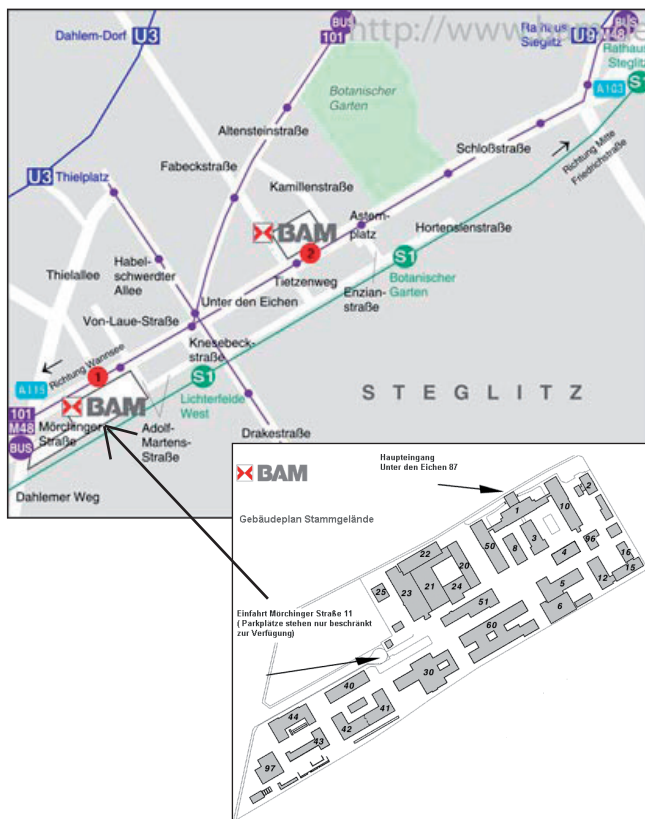 http://www.bam.de
Dahlem-Dorf
U3
BUS
101
Rathaus
Steglitz
U9
BUS
M48
Rathaus
Steglitz
S1
A103
Botanischer
Garten
Altensteinstraße
Schloßstraße
Richtung Mitte
Friedrichstraße
Fabeckstraße
U3
Thielplatz
Kamillenstraße
BAM
Astern-
platz
Hortensienstraße
2
S1
Botanischer
Garten
Thielallee
Habel-
schwerdter
Allee
Tietzenweg
Enzian-
straße
Unter den Eichen
Von-Laue-Straße
Knesebeck-
straße
Richtung Wannsee
1
S1
Lichterfelde
West
A115
STEGLITZ
101
M48
BUS
BAM
Mörchinger
Straße
Adolf-
Martens-
Straße
Drakestraße
Dahlemer Weg
BAM
Haupteingang
Unter den Eichen 87
Gebäudeplan Stammgelände
1
10
2
50
8
3
4
96
22
20
23
21
24
25
16
15
12
5
6
51
60
Einfahrt Mörchinger Straße 11
( Parkplätze stehen nur beschränkt
zur Verfügung)
30
40
44
41
42
43
97